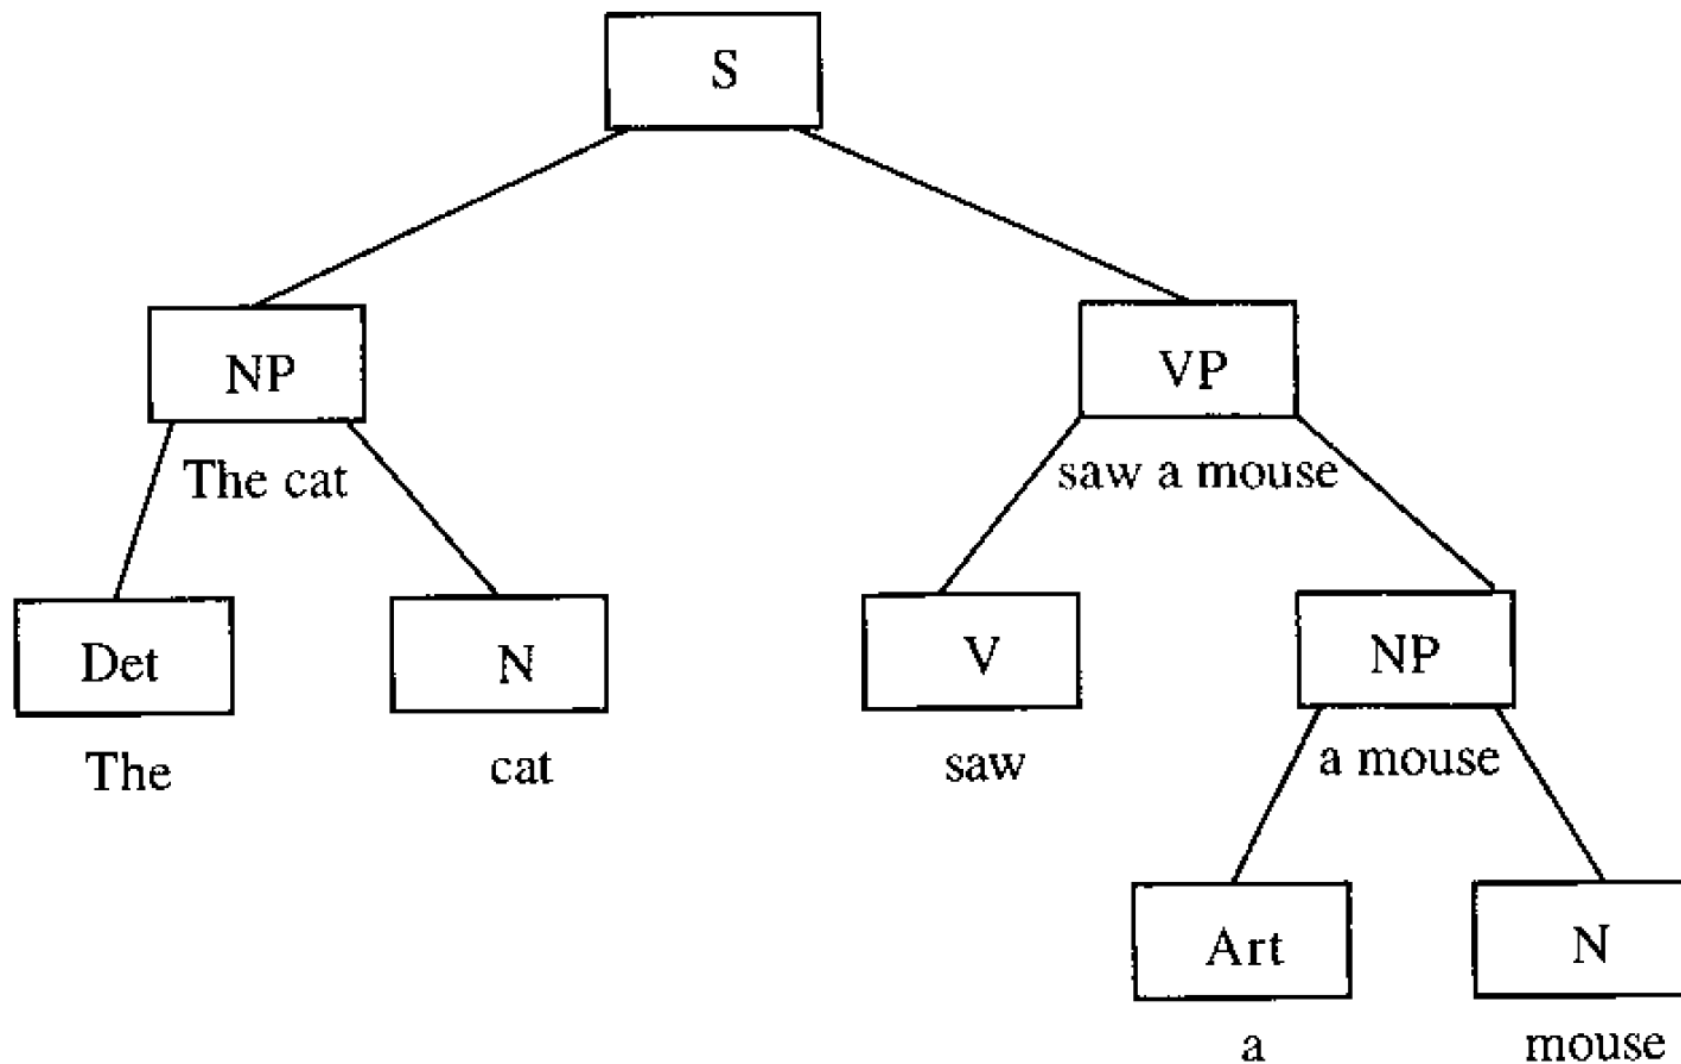 S
NP VP
The cat saw a mouse
Det N V NP
The cat saw a mouse
Art N
a mouse